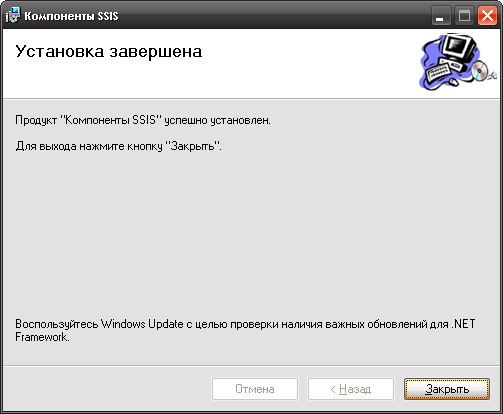 Компоненты SSIS
Установка завершена
Продукт "Компоненты SSIS" успешно установлен.
Для выхода нажмите кнопку "Закрыть".
Воспользуйтесь Windows Update с целью проверки наличия важных обновлений для .NET
Framework.
Отмена
< Назад
Закрыть